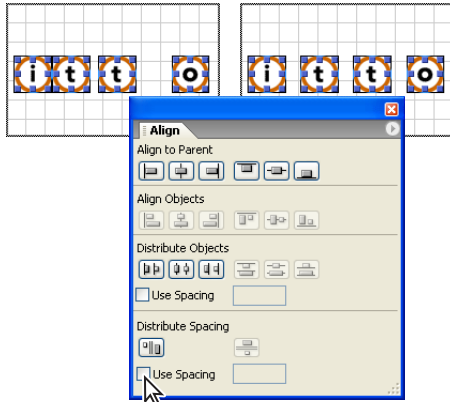 i t t o i t t o
Align
Align to Parent
Align Objects
Distribute Objects
Use Spacing
Distribute Spacing
Use Spacing